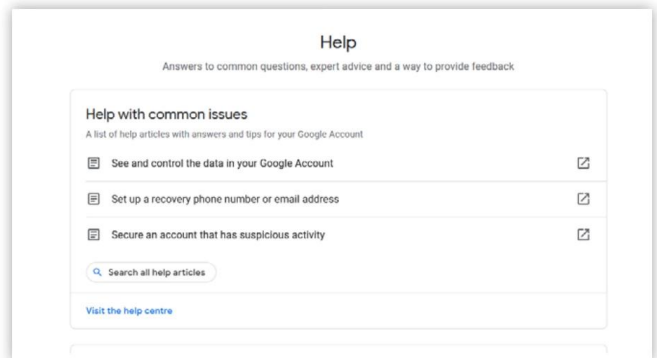 Help
Answers to common questions, expert advice and a way to provide feedback
Help with common issues
A list of help articles with answers and tips for your Google Account
See and control the data in your Google Account
Set up a recovery phone number or email address
Secure an account that has suspicious activity
Search all help articles
Visit the help centre